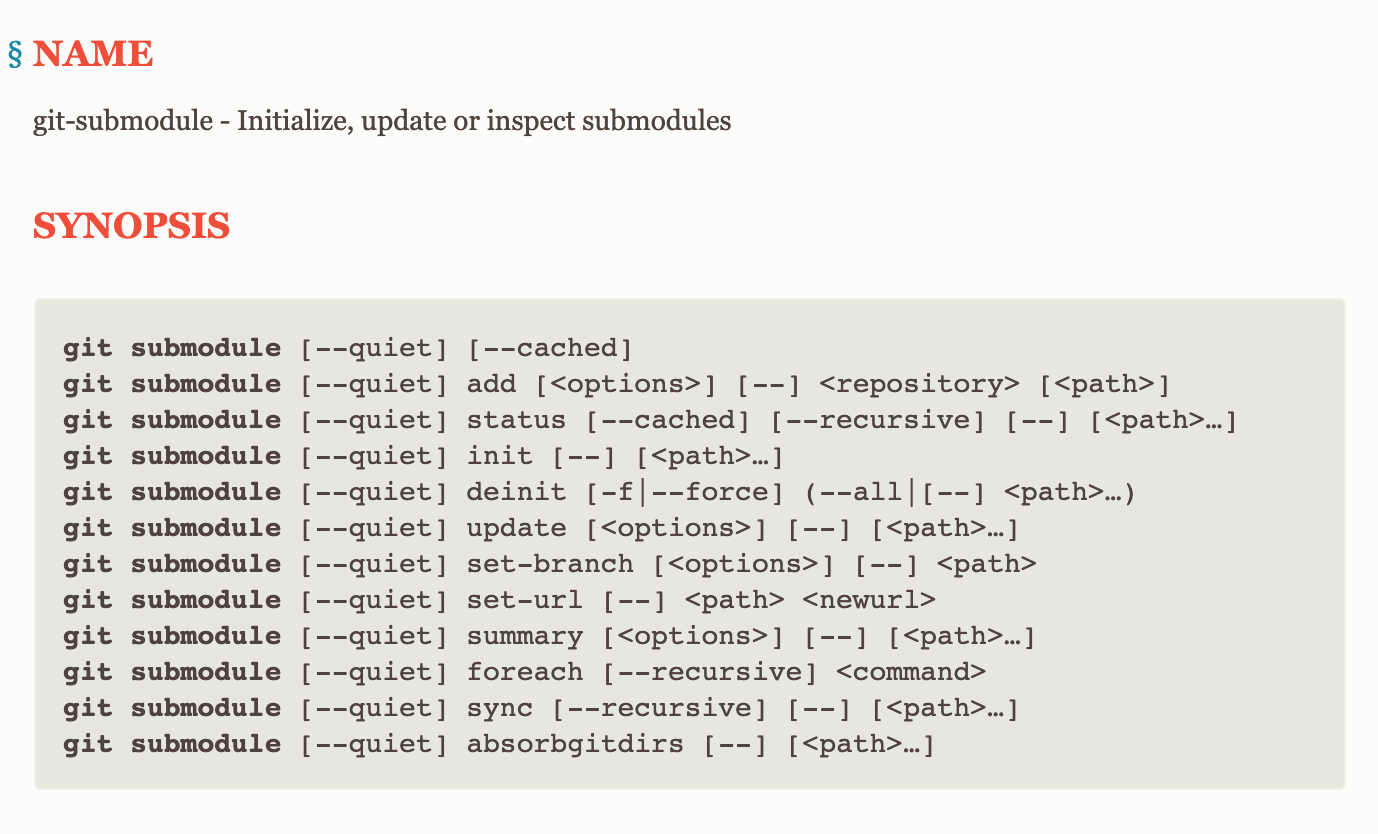 § NAME
git-submodule - Initialize, update or inspect submodules
SYNOPSIS
git submodule [--quiet] [--cached]
git submodule [--quiet] add [<options>] [--] <repository> [<path>]
git submodule [--quiet] status [--cached] [--recursive] [--] [<path>…]
git submodule [--quiet] init [--] [<path>…]
git submodule [--quiet] deinit [-f|--force] (--all|[--] <path>…)
git submodule [--quiet] update [<options>] [--] [<path>…]
git submodule [--quiet] set-branch [<options>] [--] <path>
git submodule [--quiet] set-url [--] <path> <newurl>
git submodule [--quiet] summary [<options>] [--] [<path>…]
git submodule [--quiet] foreach [--recursive] <command>
git submodule [--quiet] sync [--recursive] [--] [<path>…]
git submodule [--quiet] absorbgitdirs [--] [<path>…]